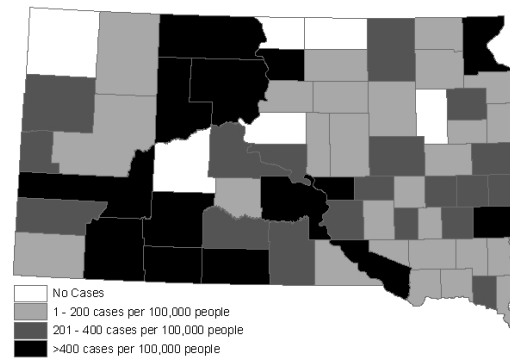 No Cases
1 - 200 cases per 100,000 people
201 - 400 cases per 100,000 people
>400 cases per 100,000 people